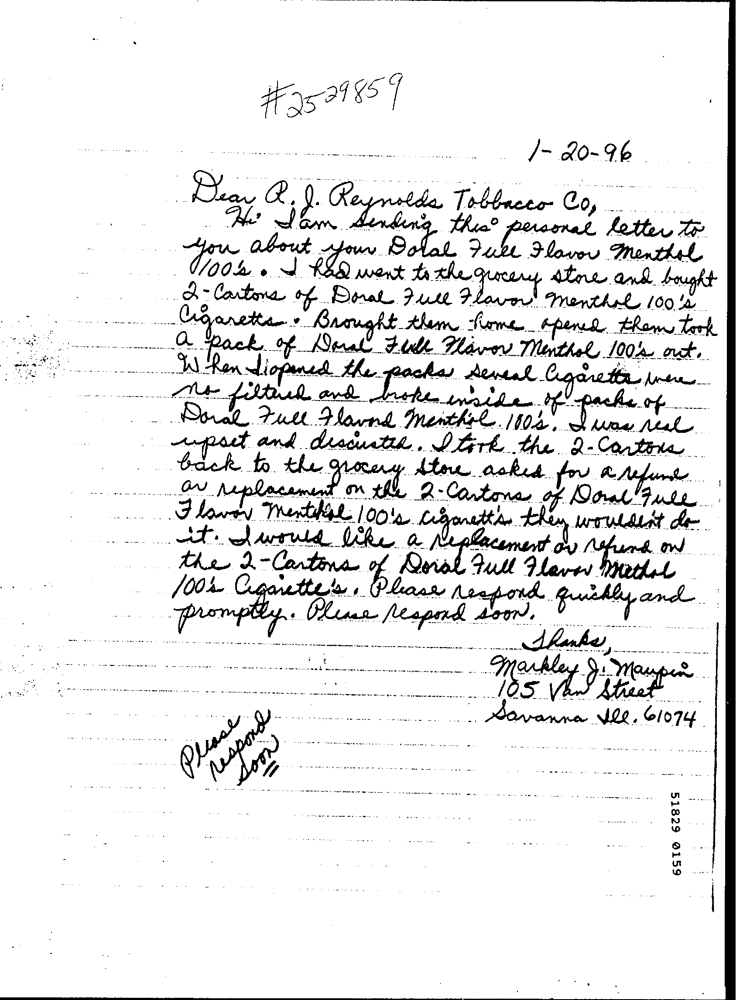 #2529859
1-20-96
Dear R. J. Reynolds Tobbacco Co,
Hi I am sending this personal letter to
you about your Doral Full Flavor Menthol
100's. I had went to the grocery store and bought
2-Cartons of Doral Full Flavor Menthol 100's
Cigaretts. Brought them home opened them took
a pack of Doral Full Flavor Menthol 100's out.
When I opened the packs several Cigaretts were
no filtered and broke inside of packs of
Doral Full Flavord Menthol 100's. I was real
upset and discusted. I took the 2-Cartons
back to the grocery store asked for a refund
or replacement on the 2-Cartons of Doral Full
Flavor Menthol 100's cigarett's they wouldes't do
it. I would like a replacement or refund on
the 2-Cartons of Doral Full Flavor Methol
100's Cigarette's. Please respond quickly and
promptly. Please respond soon.
Thanks,
Markley J. Maupin
105 Van Street
Savanna Ill. 61074
Please
respond
soon
51829 0159